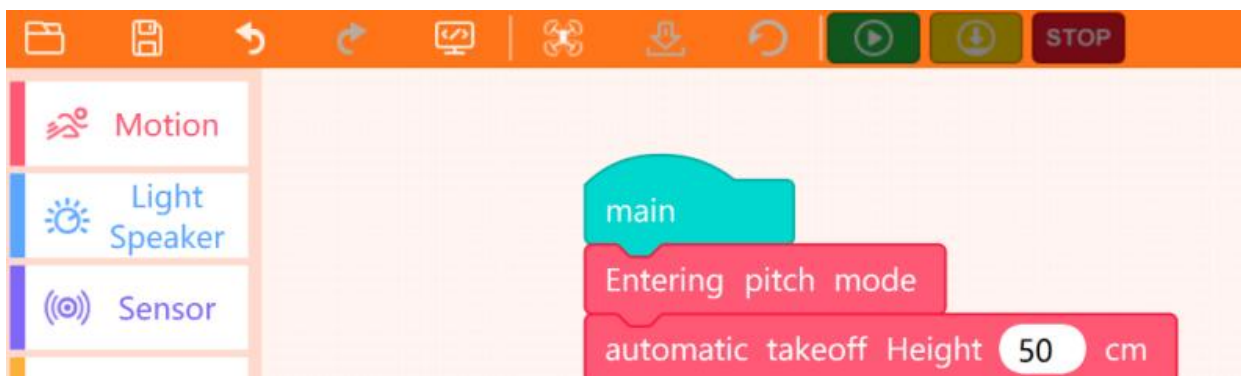 STOP
Motion
Light
Speaker
Sensor
main
Entering pitch mode
automatic takeoff Height 50 cm